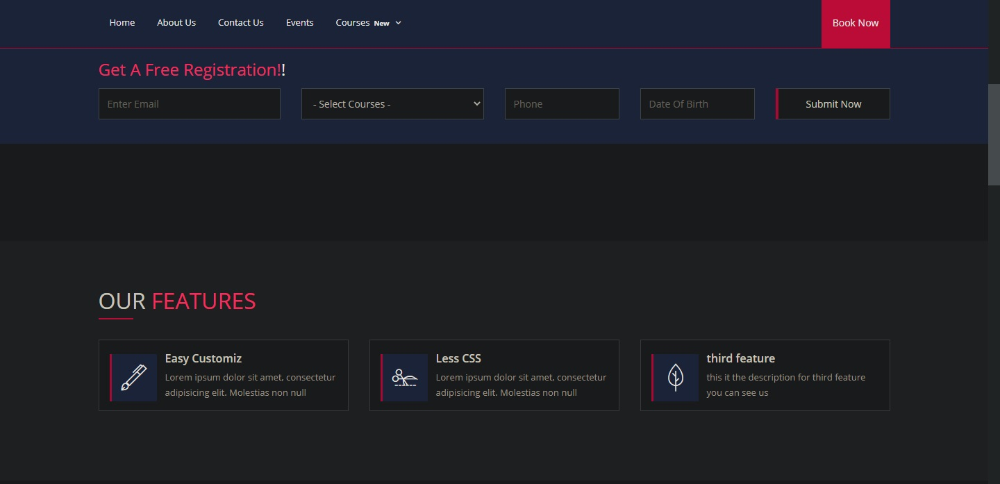 Home About Us Contact Us Events Courses New Book Now
Get A Free Registration!!
Enter Email - Select Courses - Phone Date Of Birth Submit Now
OUR FEATURES
Easy Customiz
Lorem ipsum dolor sit amet, consectetur
adipisicing elit. Molestias non null
Less CSS
Lorem ipsum dolor sit amet, consectetur
adipisicing elit. Molestias non null
third feature
this it the description for third feature
you can see us